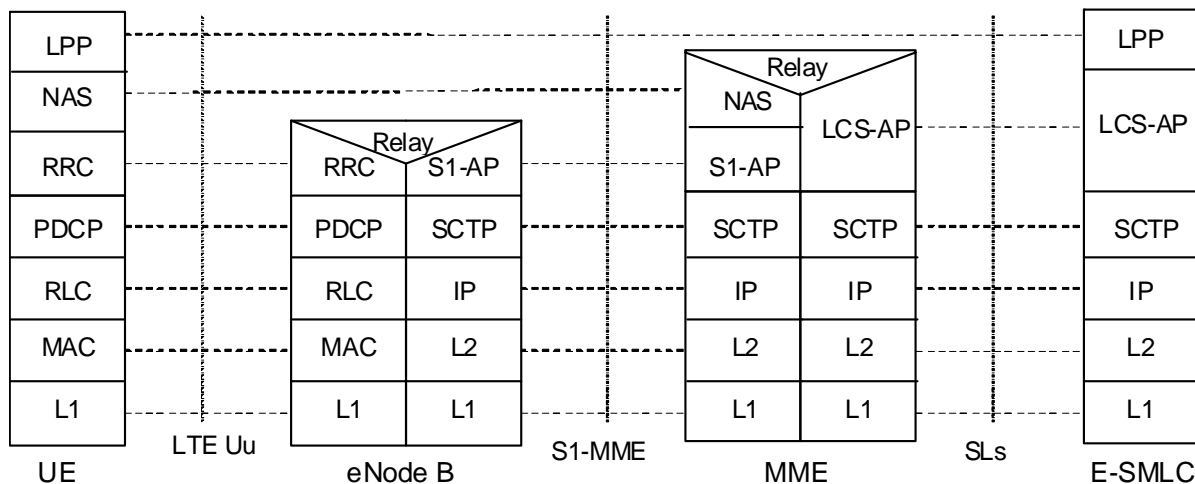 LPP
LPP
Relay
NAS
NAS
LCS-AP
LCS-AP
Relay
RRC
RRC
S1-AP
S1-AP
PDCP
PDCP
SCTP
SCTP
SCTP
SCTP
RLC
RLC
IP
IP
IP
IP
MAC
MAC
L2
L2
L2
L2
L1
L1
L1
L1
L1
L1
LTE Uu
S1-MME
SLs
UE
eNode B
MME
E-SMLC